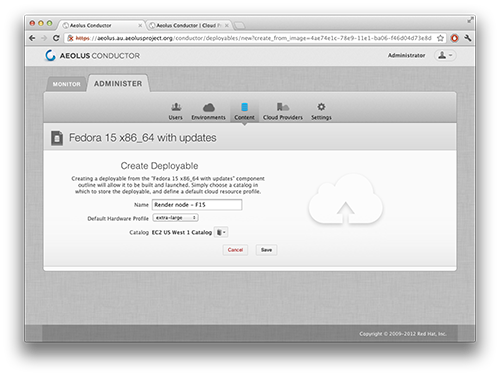 Aeolus Conductor
Aeolus Conductor | Cloud P
https://aeolus.au.aeolusproject.org/conductor/deployables/new?create_from_image=4ae74e1c-78e9-11e1-ba06-f46d04d73e8d
AEOLUS CONDUCTOR
Administrator
MONITOR
ADMINISTER
Users
Environments
Content
Cloud Providers
Settings
Fedora 15 x86_64 with updates
Create Deployable
Creating a deployable from the "Fedora 15 x86_64 with updates" component
outline will allow it to be built and launched. Simply choose a catalog in
which to store the deployable, and define a default cloud resource profile.
Name Render node - F15
Default Hardware Profile extra-large
Catalog EC2 US West 1 Catalog
Cancel
Save
Copyright © 2009-2012 Red Hat, Inc.